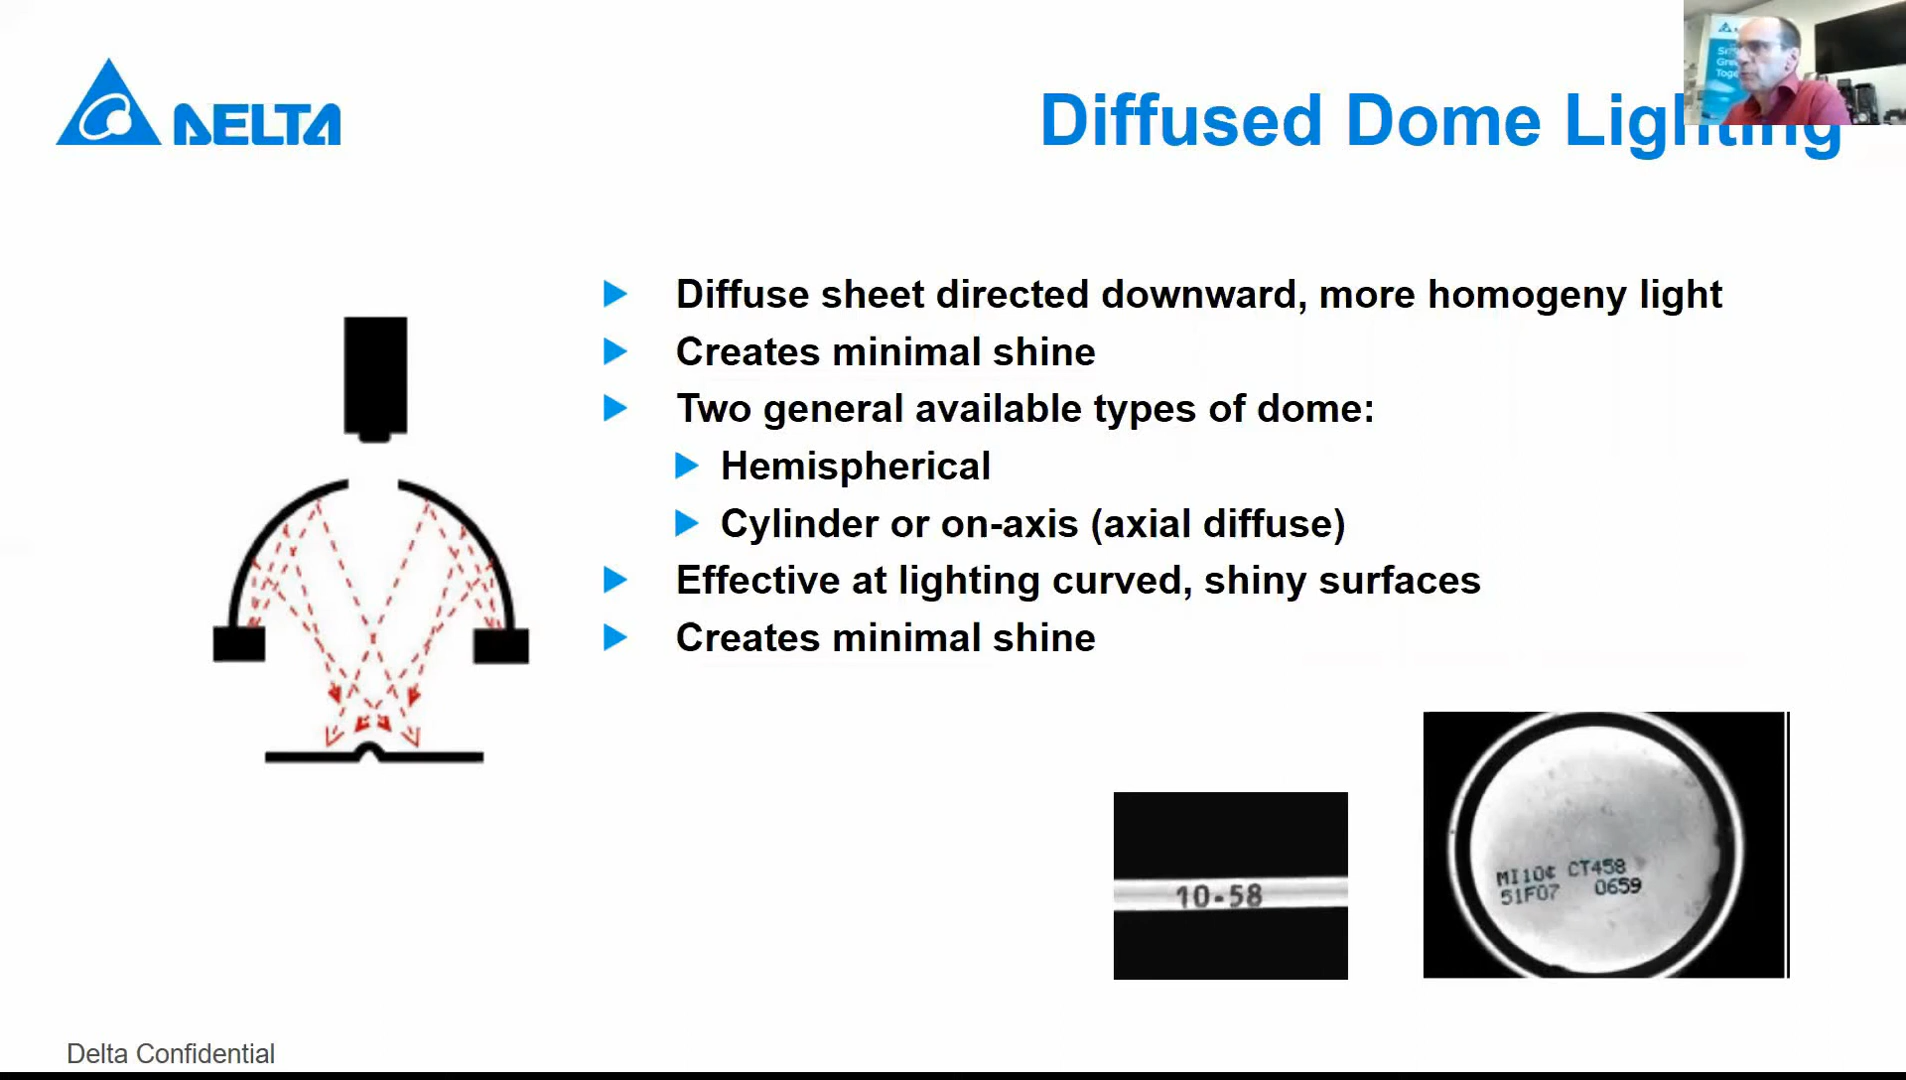 DELTA
Diffused Dome Lighting
Diffuse sheet directed downward, more homogeny light
Creates minimal shine
Two general available types of dome:
Hemispherical
Cylinder or on-axis (axial diffuse)
Effective at lighting curved, shiny surfaces
Creates minimal shine
10-58
MI10¢ CT458
51F07 0659
Delta Confidential